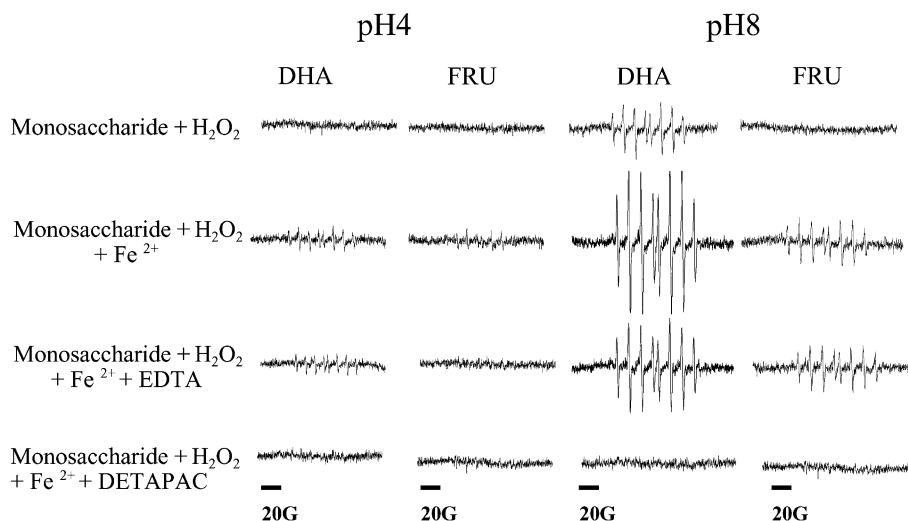 pH4 pH8
DHA FRU DHA FRU
Monosaccharide + H₂O₂
Monosaccharide + H₂O₂
+ Fe ²⁺
Monosaccharide + H₂O₂
+ Fe ²⁺ + EDTA
Monosaccharide + H₂O₂
+ Fe ²⁺ + DETAPAC
20G 20G 20G 20G